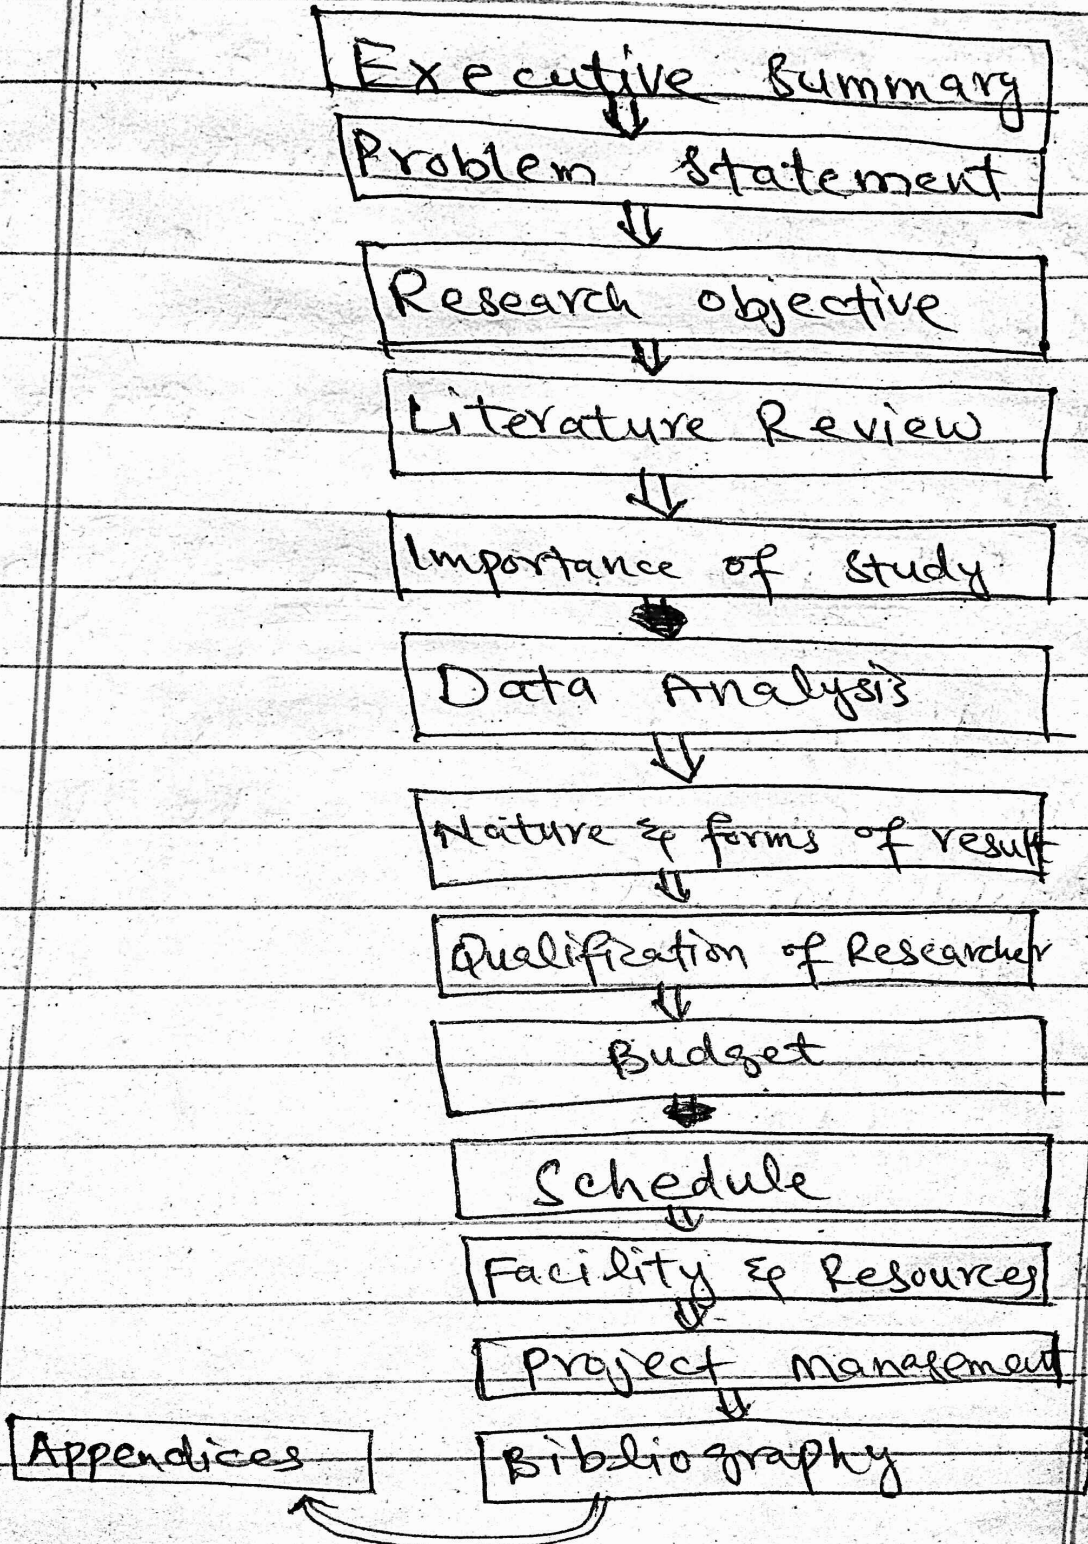 Executive Summary
Problem Statement
Research objective
Literature Review
Importance of study
Data Analysis
Nature & forms of result
Qualification of Researcher
Budget
Schedule
Facility & Resources
Project management
Bibliography
Appendices